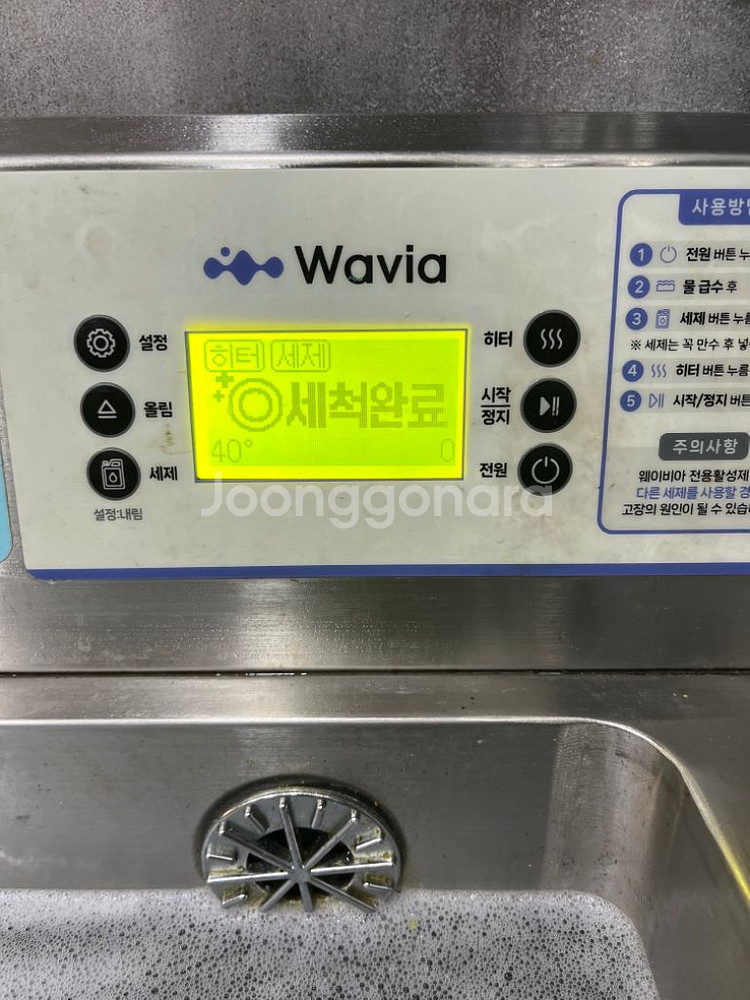 Wavia
설정
올림
세제
설정:내림
히터 세제
세척완료
40° 0
히터
시작
정지
전원
Joonggonara
사용방
1 전원 버튼 누
2 물 급수 후
3 세제 버튼 누름
※ 세제는 꼭 만수 후 넣
4 히터 버튼 누름
5 시작/정지 버튼
주의사항
웨이비아 전용활성제
다른 세제를 사용할 경
고장의 원인이 될 수 있습